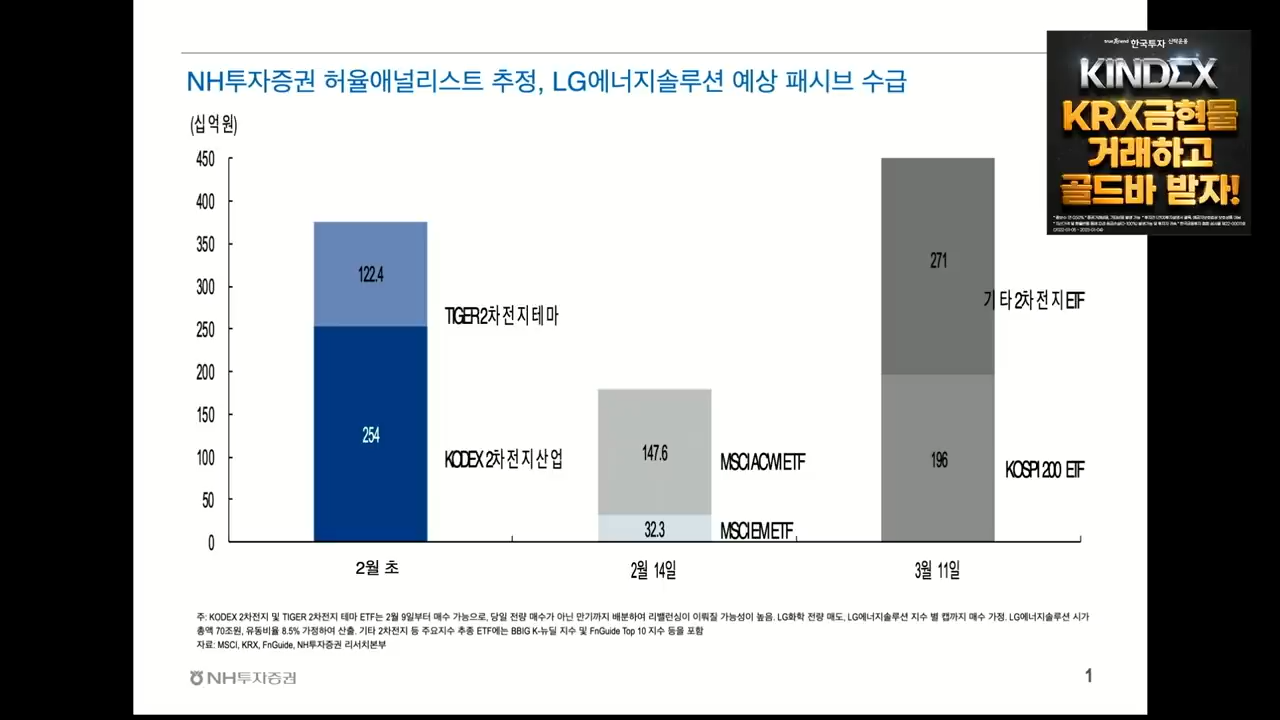 NH투자증권 허율애널리스트 추정, LG에너지솔루션 예상 패시브 수급
(십억원)
450
400
350
300
250
200
150
100
50
0
122.4
254
TIGER 2차전지테마
KODEX 2차전지산업
147.6
32.3
MSCI ACWI ETF
MSCI EM ETF
271
196
기타 2차전지 ETF
KOSPI 200 ETF
2월 초
2월 14일
3월 11일
주: KODEX 2차전지 및 TIGER 2차전지 테마 ETF는 2월 9일부터 매수 가능으로, 당일 전량 매수가 아닌 만기까지 배분하여 리밸런싱이 이뤄질 가능성이 높음. LG화학 전량 매도, LG에너지솔루션 지수 별 캡까지 매수 가정. LG에너지솔루션 시가
총액 70조원, 유동비율 8.5% 가정하여 산출. 기타 2차전지 등 주요지수 추종 ETF에는 BBIG K-뉴딜 지수 및 FnGuide Top 10 지수 등을 포함
자료: MSCI, KRX, FnGuide, NH투자증권 리서치본부
NH투자증권
1
한국투자 신탁운용
KINDEX
KRX금현물
거래하고
골드바 받자!